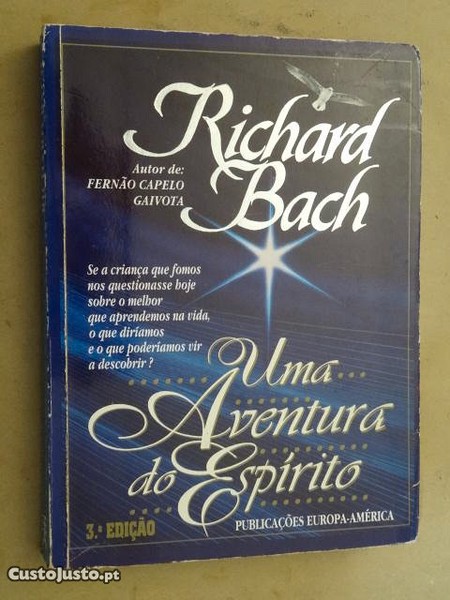 Richard
Bach
Autor de:
FERNÃO CAPELO
GAIVOTA
Se a criança que fomos
nos questionasse hoje
sobre o melhor
que aprendemos na vida,
o que diríamos
e o que poderíamos vir
a descobrir?
Uma
Aventura
do Espírito
3.ª EDIÇÃO
PUBLICAÇÕES EUROPA-AMÉRICA
CustoJusto.pt